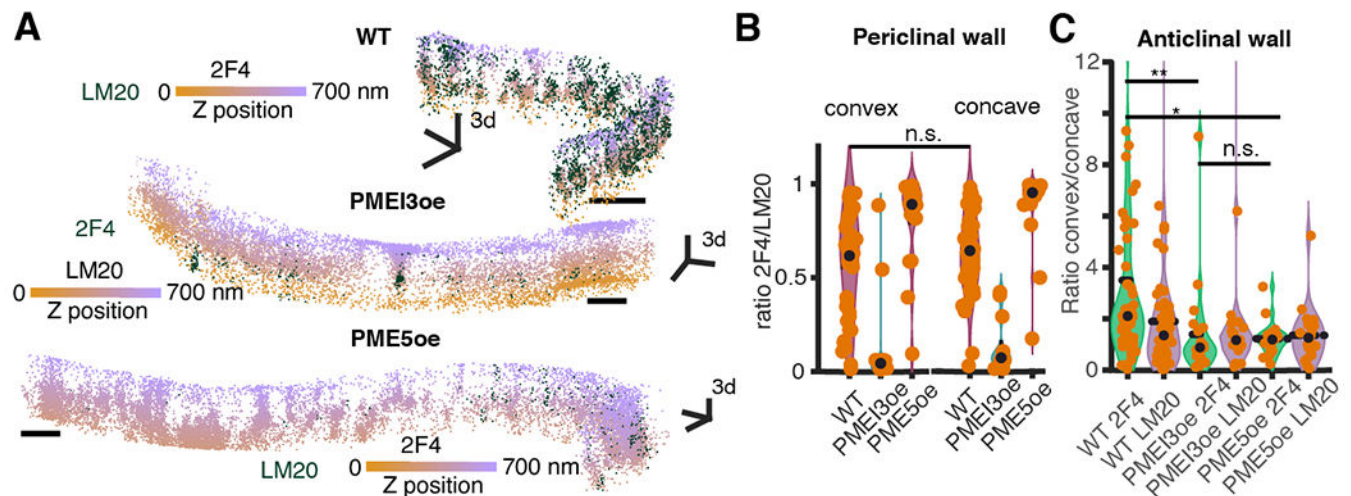 A
WT
2F4
LM20 0 700 nm
Z position
3d
PMEI3oe
2F4
3d
LM20
0 700 nm
Z position
PME5oe
3d
2F4
0 700 nm
LM20
Z position
B
Periclinal wall
convex concave
n.s.
ratio 2F4/LM20
1
0.5
0
WT
PMEI3oe
PME5oe
WT
PMEI3oe
PME5oe
C
Anticlinal wall
Ratio convex/concave
12
8
4
0
**
*
n.s.
WT 2F4
WT LM20
PMEI3oe 2F4
PMEI3oe LM20
PME5oe 2F4
PME5oe LM20